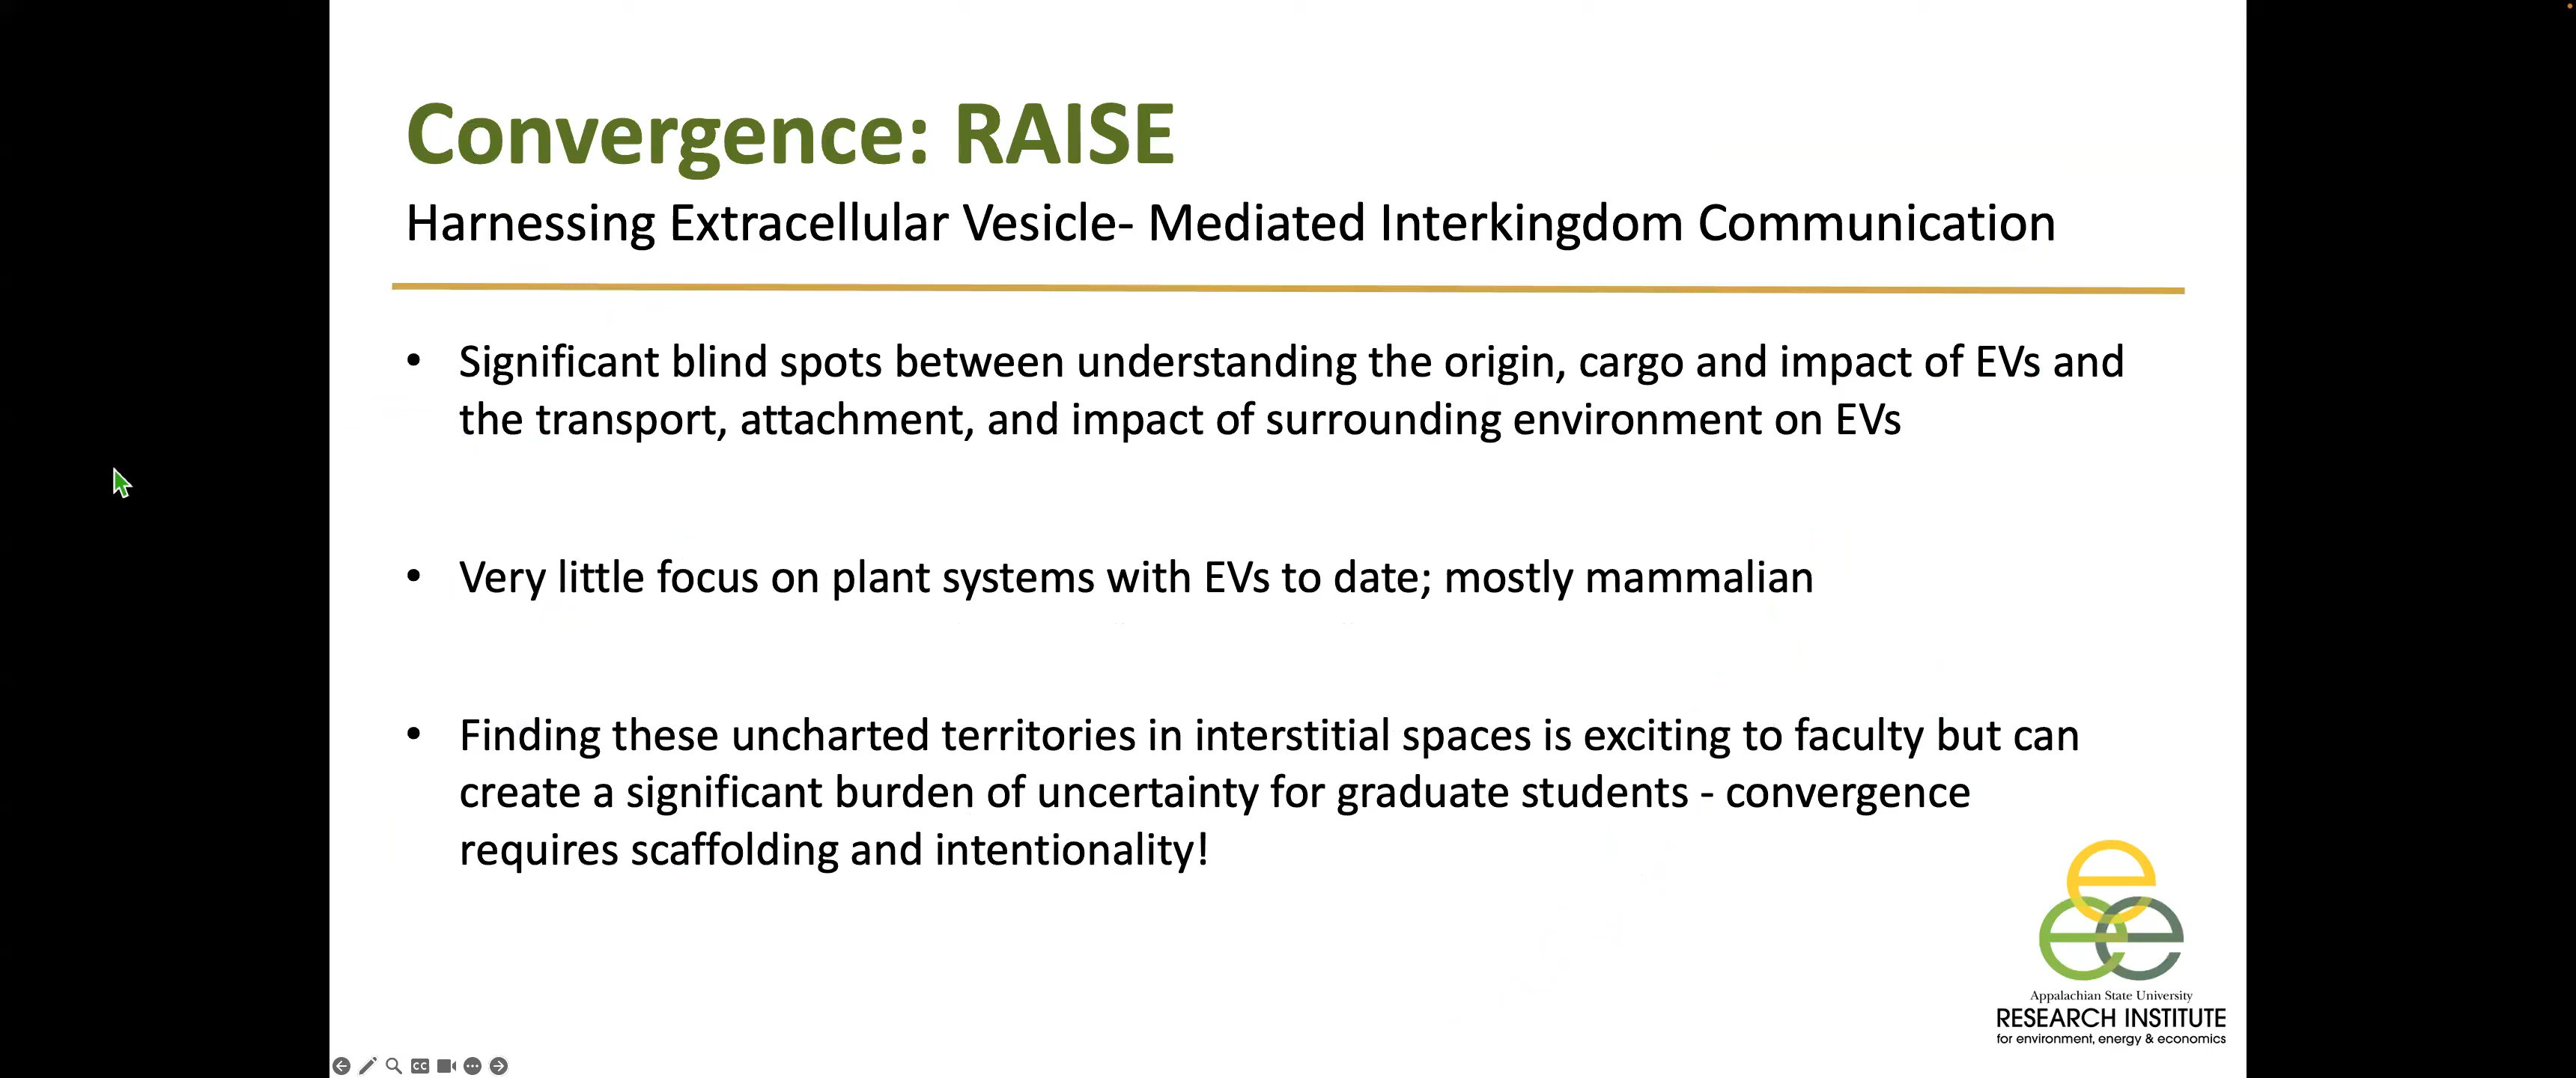 Convergence: RAISE
Harnessing Extracellular Vesicle- Mediated Interkingdom Communication
• Significant blind spots between understanding the origin, cargo and impact of EVs and
the transport, attachment, and impact of surrounding environment on EVs
• Very little focus on plant systems with EVs to date; mostly mammalian
• Finding these uncharted territories in interstitial spaces is exciting to faculty but can
create a significant burden of uncertainty for graduate students - convergence
requires scaffolding and intentionality!
e
e e
Appalachian State University
RESEARCH INSTITUTE
for environment, energy & economics
CC